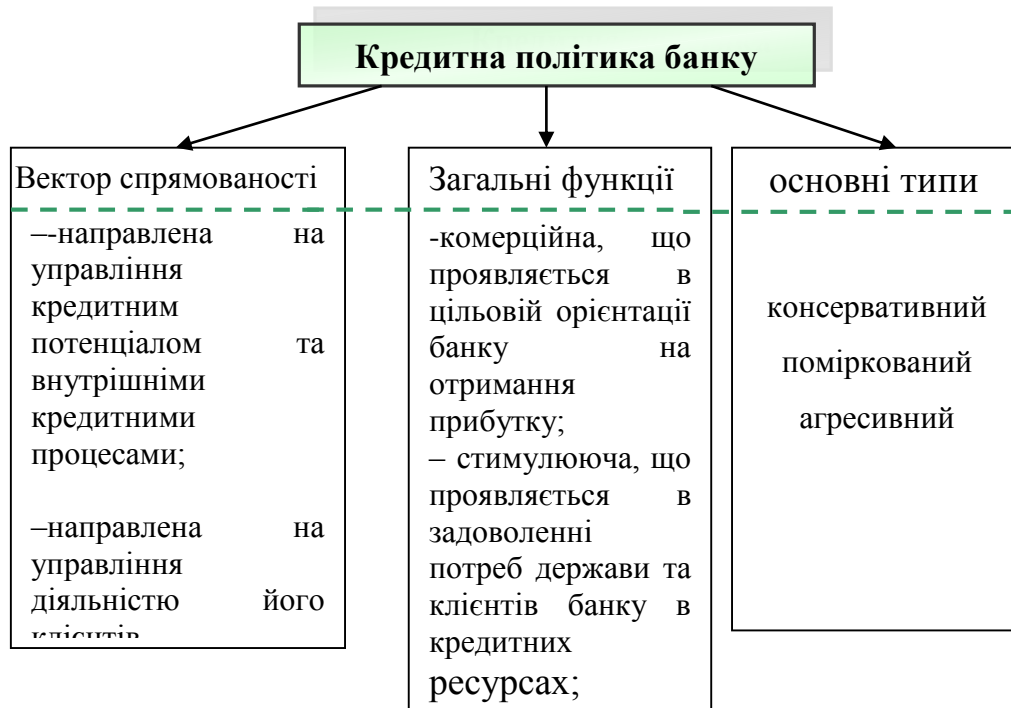 Кредитна політика банку
Вектор спрямованості
–-направлена на
управління
кредитним
потенціалом та
внутрішніми
кредитними
процесами;
–направлена на
управління
діяльністю його
клієнтів
Загальні функції
-комерційна, що
проявляється в
цільовій орієнтації
банку на
отримання
прибутку;
– стимулююча, що
проявляється в
задоволенні
потреб держави та
клієнтів банку в
кредитних
ресурсах;
основні типи
консервативний
поміркований
агресивний